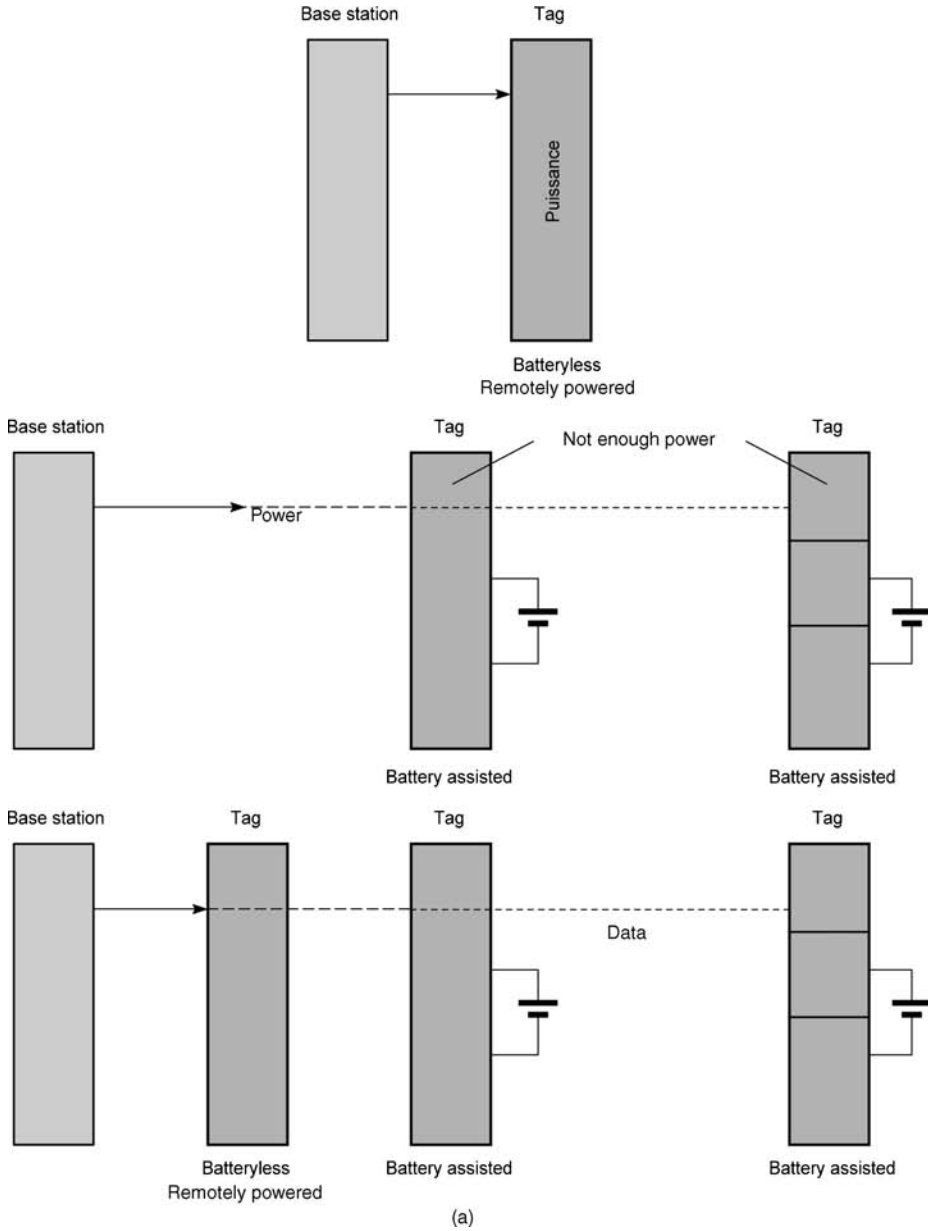 Base station
Tag
Puissance
Batteryless
Remotely powered
Base station
Tag
Not enough power
Tag
Power
Battery assisted
Battery assisted
Base station
Tag
Tag
Tag
Data
Batteryless
Remotely powered
Battery assisted
Battery assisted
(a)